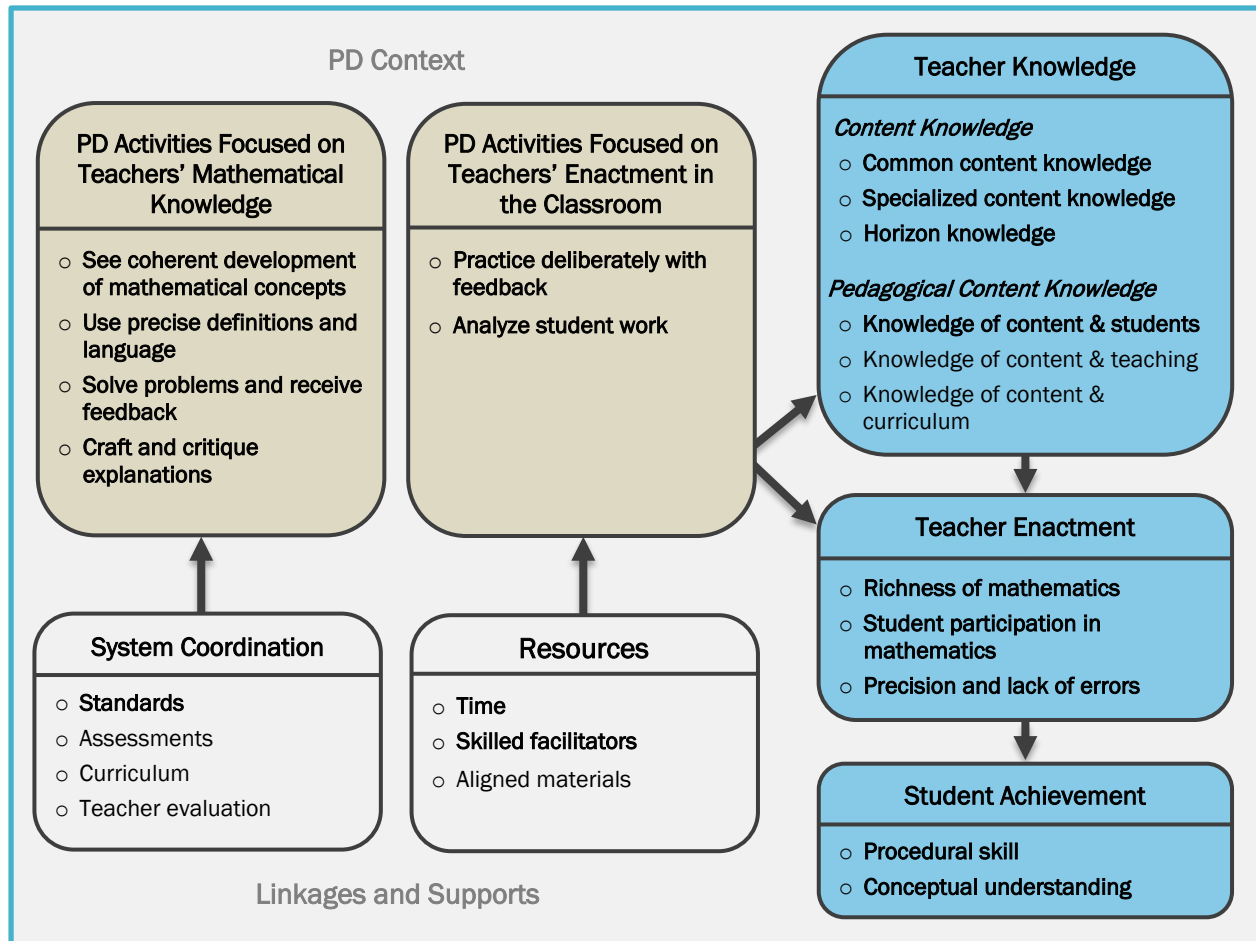 PD Context
PD Activities Focused on
Teachers’ Mathematical
Knowledge
○ See coherent development
of mathematical concepts
○ Use precise definitions and
language
○ Solve problems and receive
feedback
○ Craft and critique
explanations
PD Activities Focused on
Teachers’ Enactment in
the Classroom
○ Practice deliberately with
feedback
○ Analyze student work
System Coordination
○ Standards
○ Assessments
○ Curriculum
○ Teacher evaluation
Resources
○ Time
○ Skilled facilitators
○ Aligned materials
Linkages and Supports
Teacher Knowledge
Content Knowledge
○ Common content knowledge
○ Specialized content knowledge
○ Horizon knowledge
Pedagogical Content Knowledge
○ Knowledge of content & students
○ Knowledge of content & teaching
○ Knowledge of content &
curriculum
Teacher Enactment
○ Richness of mathematics
○ Student participation in
mathematics
○ Precision and lack of errors
Student Achievement
○ Procedural skill
○ Conceptual understanding